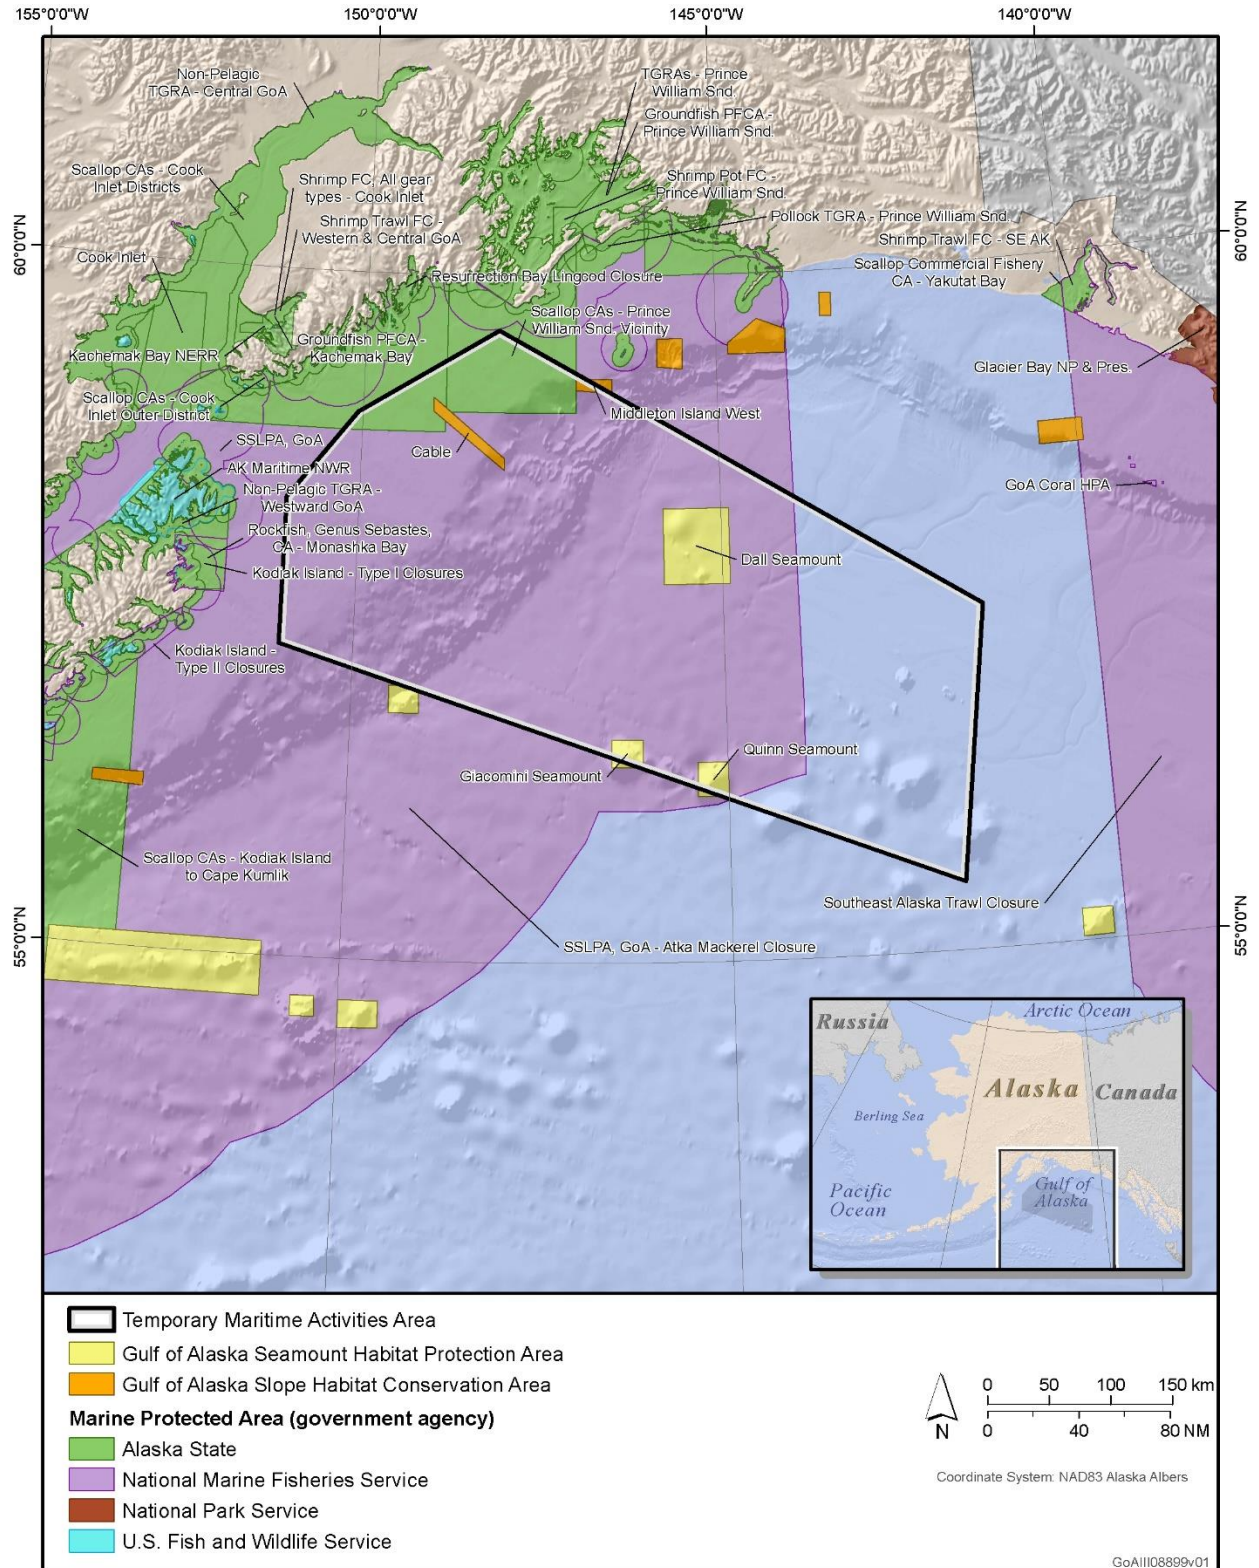 155°0'0"W
150°0'0"W
145°0'0"W
140°0'0"W
Non-Pelagic
TGRA - Central GoA
TGRAs - Prince
William Snd.
Groundfish PFCA -
Prince William Snd.
Scallop CAs - Cook
Inlet Districts
Shrimp FC, All gear
types - Cook Inlet
Shrimp Pot FC -
Prince William Snd.
Shrimp Trawl FC -
Western & Central GoA
Pollock TGRA - Prince William Snd.
60°0'0"N
60°0'0"N
Shrimp Trawl FC - SE AK
Cook Inlet
Scallop Commercial Fishery
CA - Yakutat Bay
Resurrection Bay Lingcod Closure
Scallop CAs - Prince
William Snd. Vicinity
Kachemak Bay NERR
Groundfish PFCA -
Kachemak Bay
Glacier Bay NP & Pres.
Scallop CAs - Cook
Inlet Outer District
Middleton Island West
SSLPA, GoA
Cable
AK Maritime NWR
GoA Coral HPA
Non-Pelagic TGRA -
Westward GoA
Rockfish, Genus Sebastes,
CA - Monashka Bay
Dall Seamount
Kodiak Island - Type I Closures
Kodiak Island -
Type II Closures
Quinn Seamount
Giacomini Seamount
Scallop CAs - Kodiak Island
to Cape Kumlik
Southeast Alaska Trawl Closure
55°0'0"N
55°0'0"N
SSLPA, GoA - Atka Mackerel Closure
Russia
Arctic Ocean
Alaska
Canada
Berling Sea
Pacific
Ocean
Gulf of
Alaska
Temporary Maritime Activities Area
Gulf of Alaska Seamount Habitat Protection Area
Gulf of Alaska Slope Habitat Conservation Area
Marine Protected Area (government agency)
Alaska State
National Marine Fisheries Service
National Park Service
U.S. Fish and Wildlife Service
N
0 50 100 150 km
0 40 80 NM
Coordinate System: NAD83 Alaska Albers
GoAIII08899v01